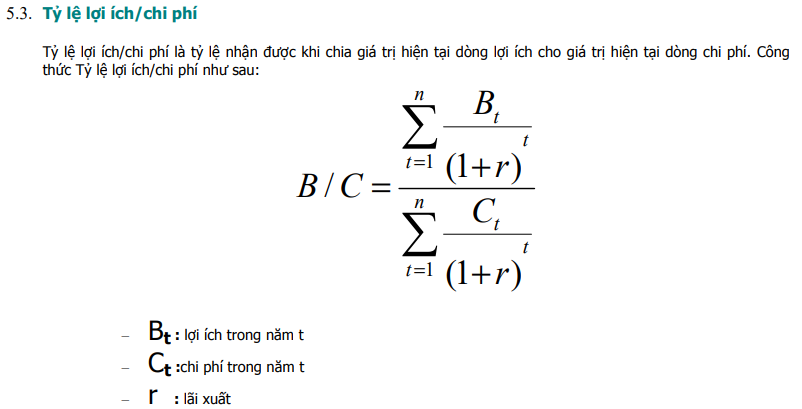 5.3. Tỷ lệ lợi ích/chi phí
Tỷ lệ lợi ích/chi phí là tỷ lệ nhận được khi chia giá trị hiện tại dòng lợi ích cho giá trị hiện tại dòng chi phí. Công
thức Tỷ lệ lợi ích/chi phí như sau:
B / C = \frac{\sum_{t=1}^{n} \frac{B_t}{(1+r)^t}}{\sum_{t=1}^{n} \frac{C_t}{(1+r)^t}}
– Bt : lợi ích trong năm t
– Ct :chi phí trong năm t
– r : lãi xuất